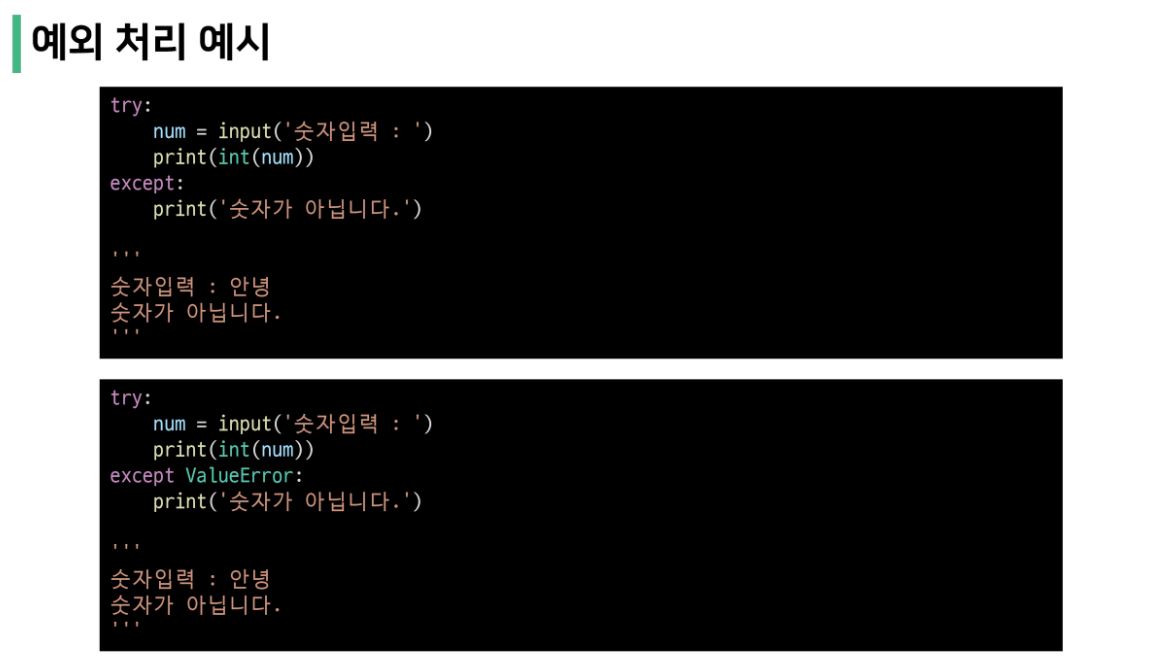 예외 처리 예시
try:
    num = input('숫자입력 : ')
    print(int(num))
except:
    print('숫자가 아닙니다.')
'''
숫자입력 : 안녕
숫자가 아닙니다.
'''
try:
    num = input('숫자입력 : ')
    print(int(num))
except ValueError:
    print('숫자가 아닙니다.')
'''
숫자입력 : 안녕
숫자가 아닙니다.
'''